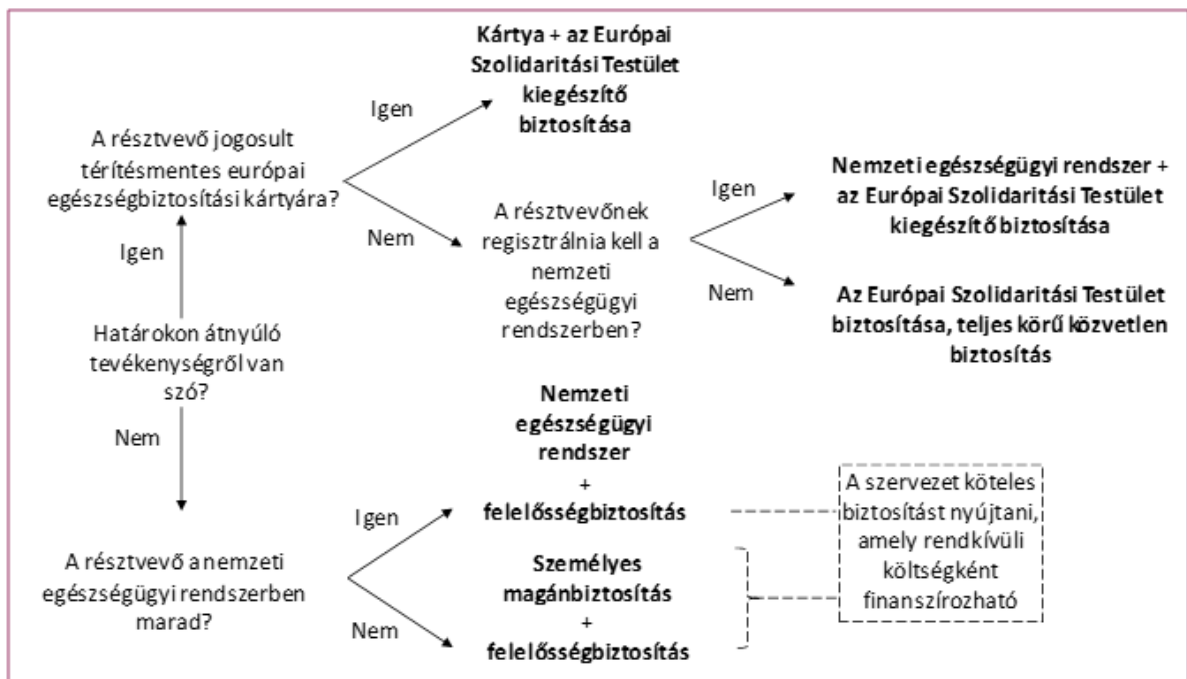 Kártya + az Európai
Szolidaritási Testület
kiegészítő
biztosítása
Igen
A résztvevő jogosult
térítésmentes európai
egészségbiztosítási kártyára?
Nem
A résztvevőnek
regisztrálnia kell a
nemzeti
egészségügyi
rendszerben?
Igen
Nemzeti egészségügyi rendszer +
az Európai Szolidaritási Testület
kiegészítő biztosítása
Nem
Az Európai Szolidaritási Testület
biztosítása, teljes körű közvetlen
biztosítás
Igen
Határokon átnyúló
tevékenységről van
szó?
Nem
A résztvevő a nemzeti
egészségügyi rendszerben
marad?
Igen
Nemzeti
egészségügyi
rendszer
+
felelősségbiztosítás
Nem
Személyes
magánbiztosítás
+
felelősségbiztosítás
A szervezet köteles
biztosítást nyújtani,
amely rendkívüli
költségként
finanszírozható